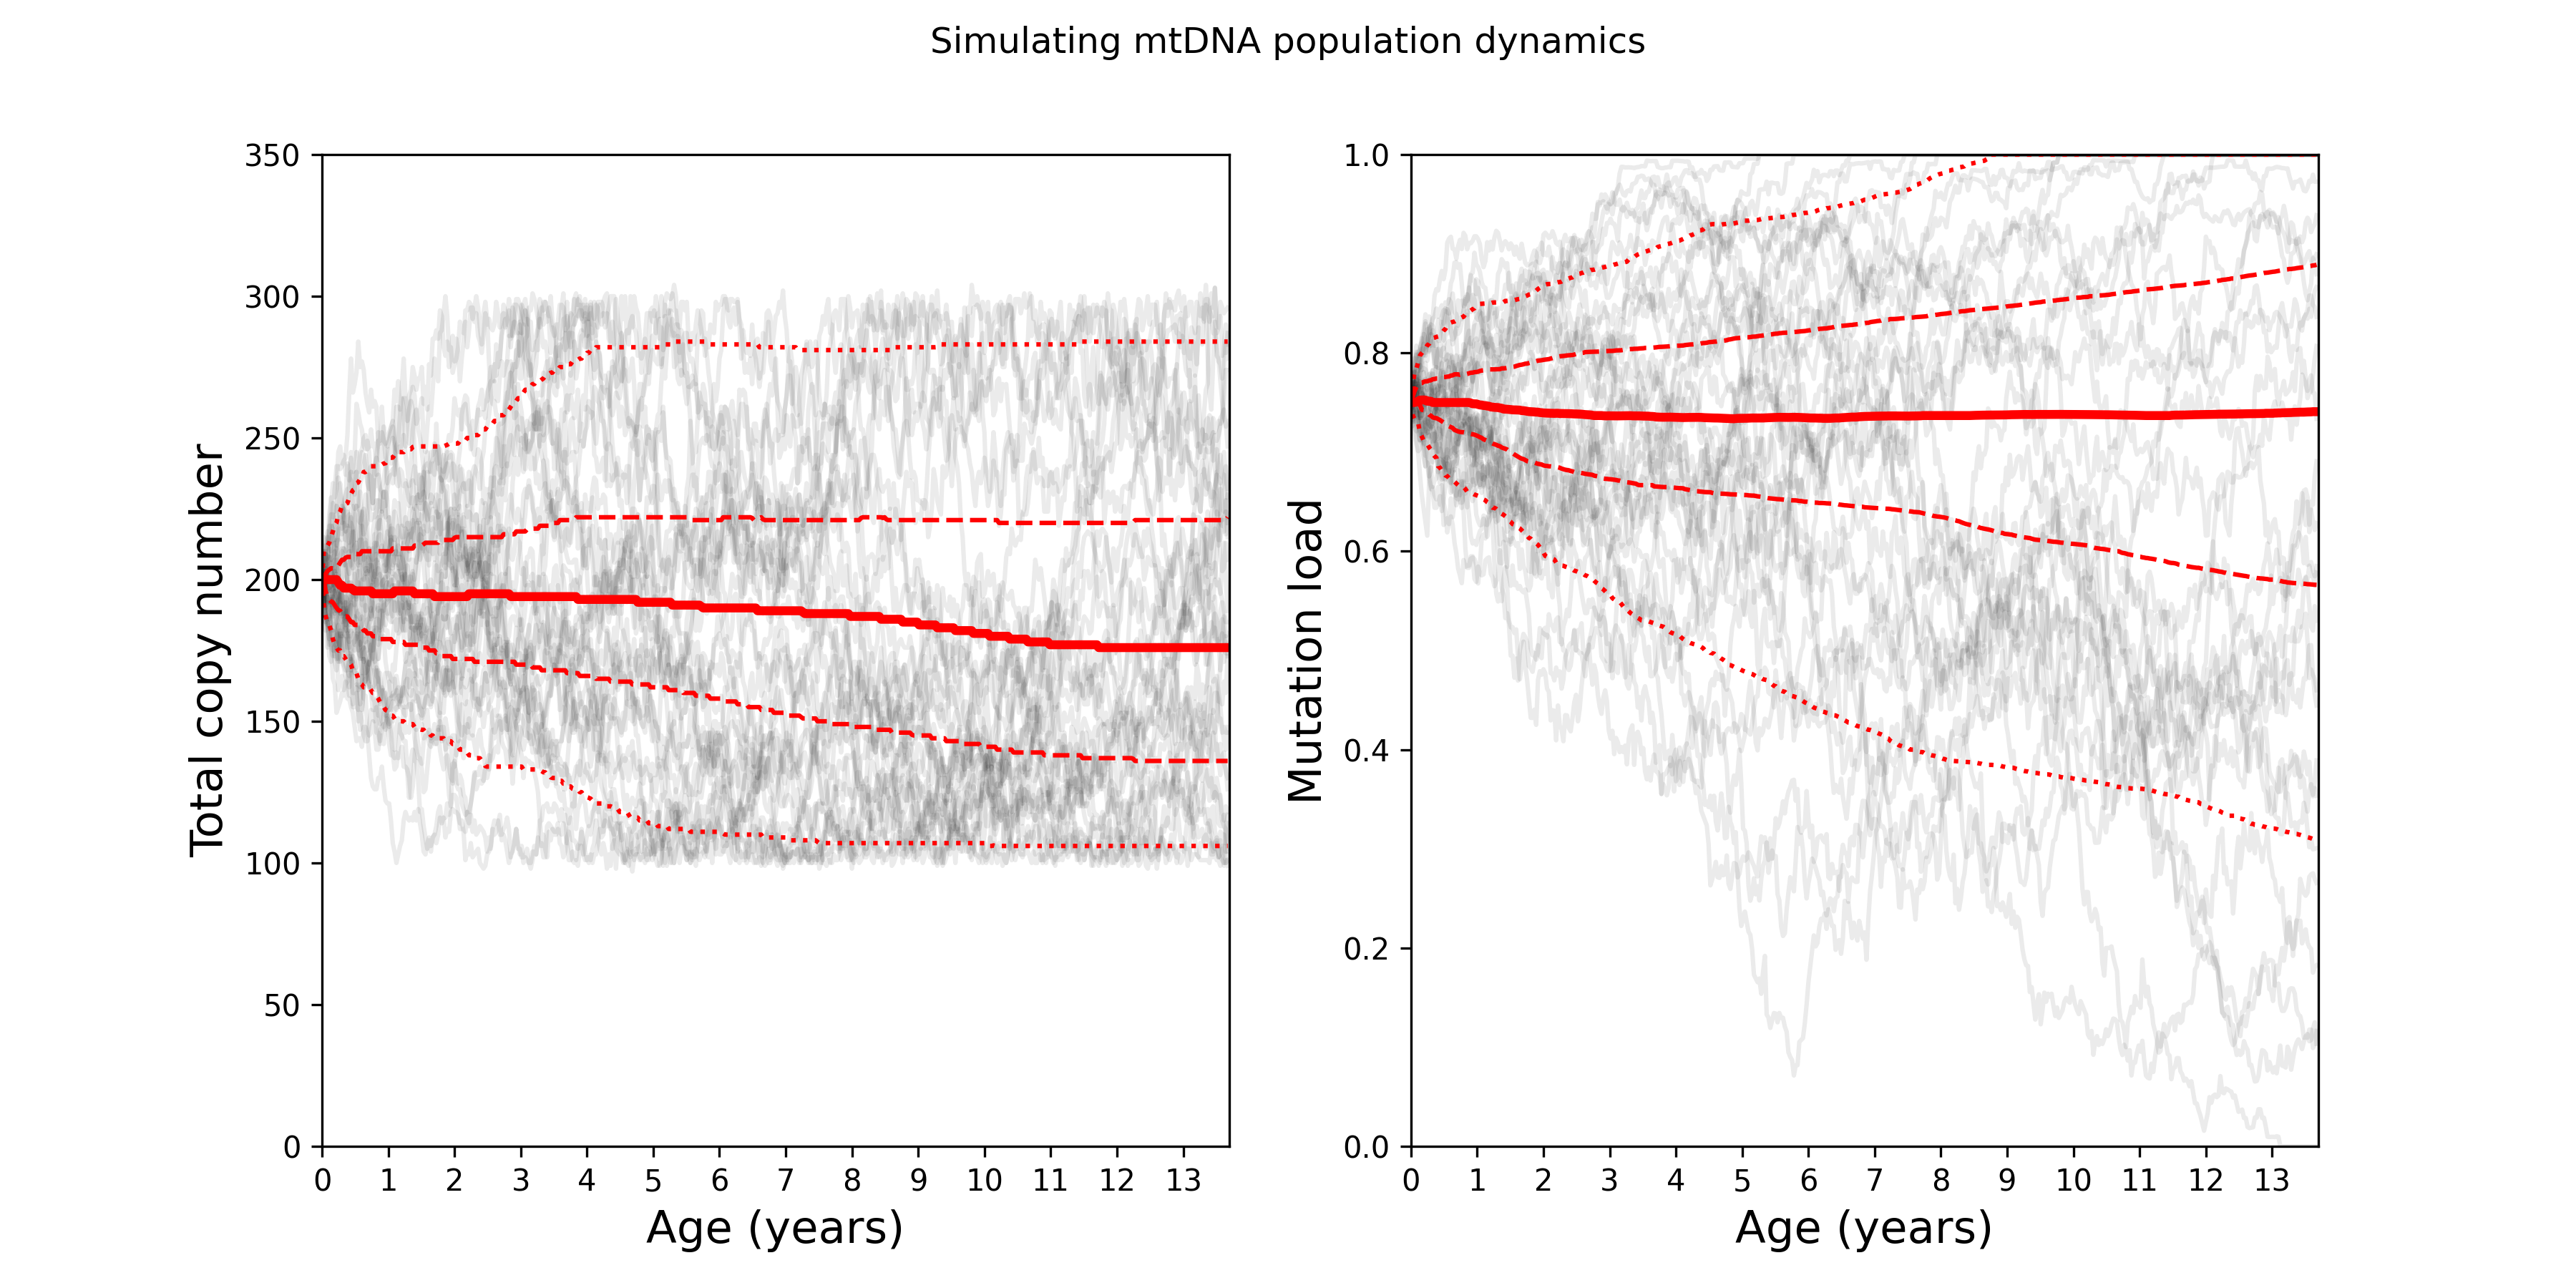 Simulating mtDNA population dynamics
Total copy number
350
300
250
200
150
100
50
0
0 1 2 3 4 5 6 7 8 9 10 11 12 13
Age (years)
Mutation load
1.0
0.8
0.6
0.4
0.2
0.0
0 1 2 3 4 5 6 7 8 9 10 11 12 13
Age (years)